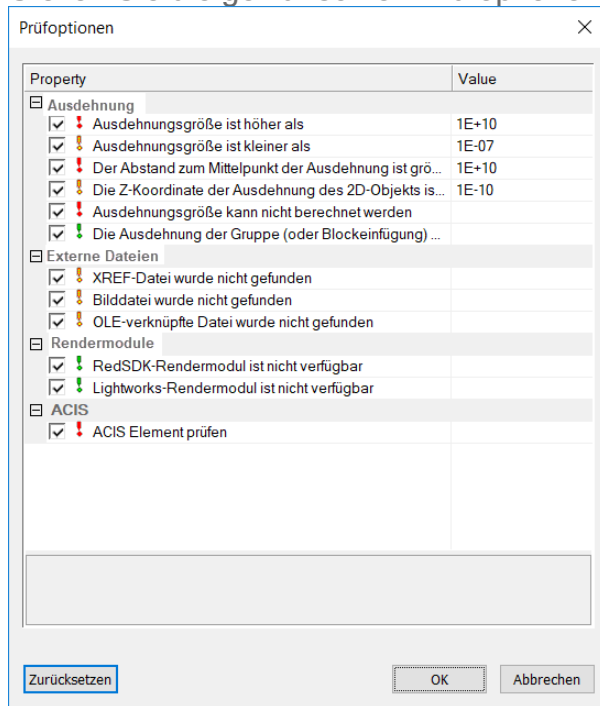 Prüfoptionen
Property Value
Ausdehnung
Ausdehnungsgröße ist höher als 1E+10
Ausdehnungsgröße ist kleiner als 1E-07
Der Abstand zum Mittelpunkt der Ausdehnung ist grö... 1E+10
Die Z-Koordinate der Ausdehnung des 2D-Objekts is... 1E-10
Ausdehnungsgröße kann nicht berechnet werden
Die Ausdehnung der Gruppe (oder Blockeinfügung) ...
Externe Dateien
XREF-Datei wurde nicht gefunden
Bilddatei wurde nicht gefunden
OLE-verknüpfte Datei wurde nicht gefunden
Rendermodule
RedSDK-Rendermodul ist nicht verfügbar
Lightworks-Rendermodul ist nicht verfügbar
ACIS
ACIS Element prüfen
Zurücksetzen OK Abbrechen